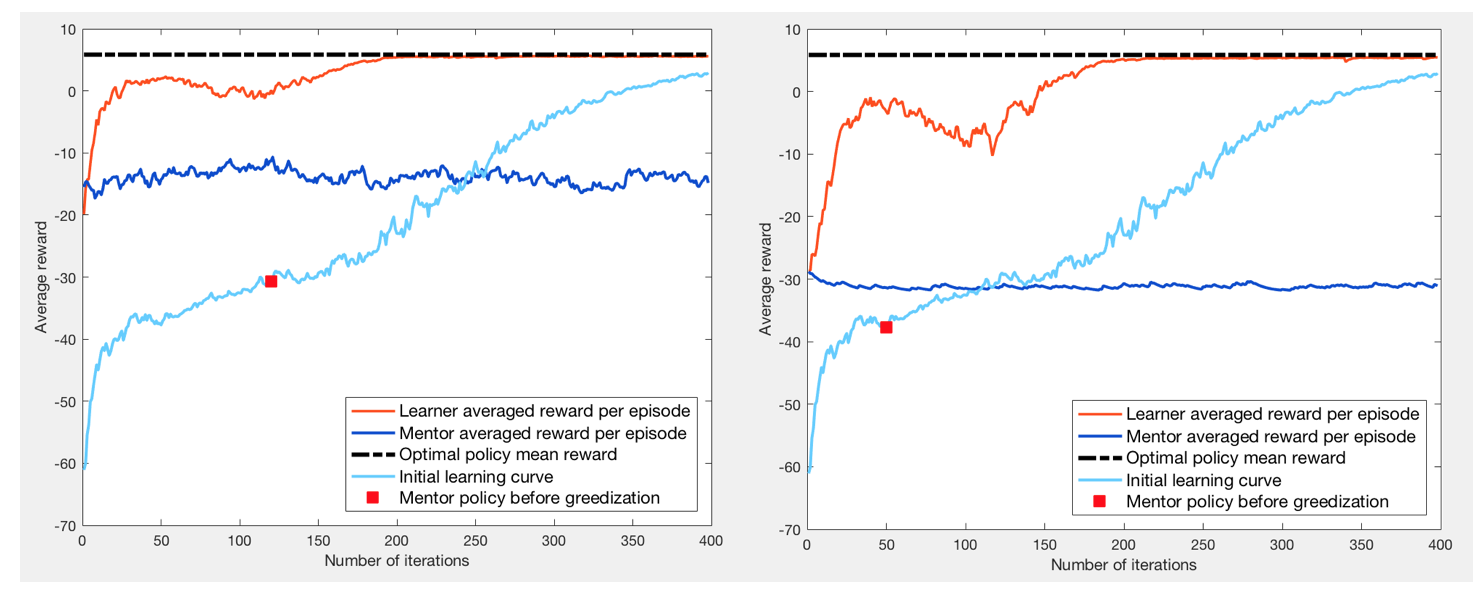 10
0
-10
-20
-30
-40
-50
-60
-70
Average reward
0 50 100 150 200 250 300 350 400
Number of iterations
Learner averaged reward per episode
Mentor averaged reward per episode
Optimal policy mean reward
Initial learning curve
Mentor policy before greedization
10
0
-10
-20
-30
-40
-50
-60
-70
Average reward
0 50 100 150 200 250 300 350 400
Number of iterations
Learner averaged reward per episode
Mentor averaged reward per episode
Optimal policy mean reward
Initial learning curve
Mentor policy before greedization